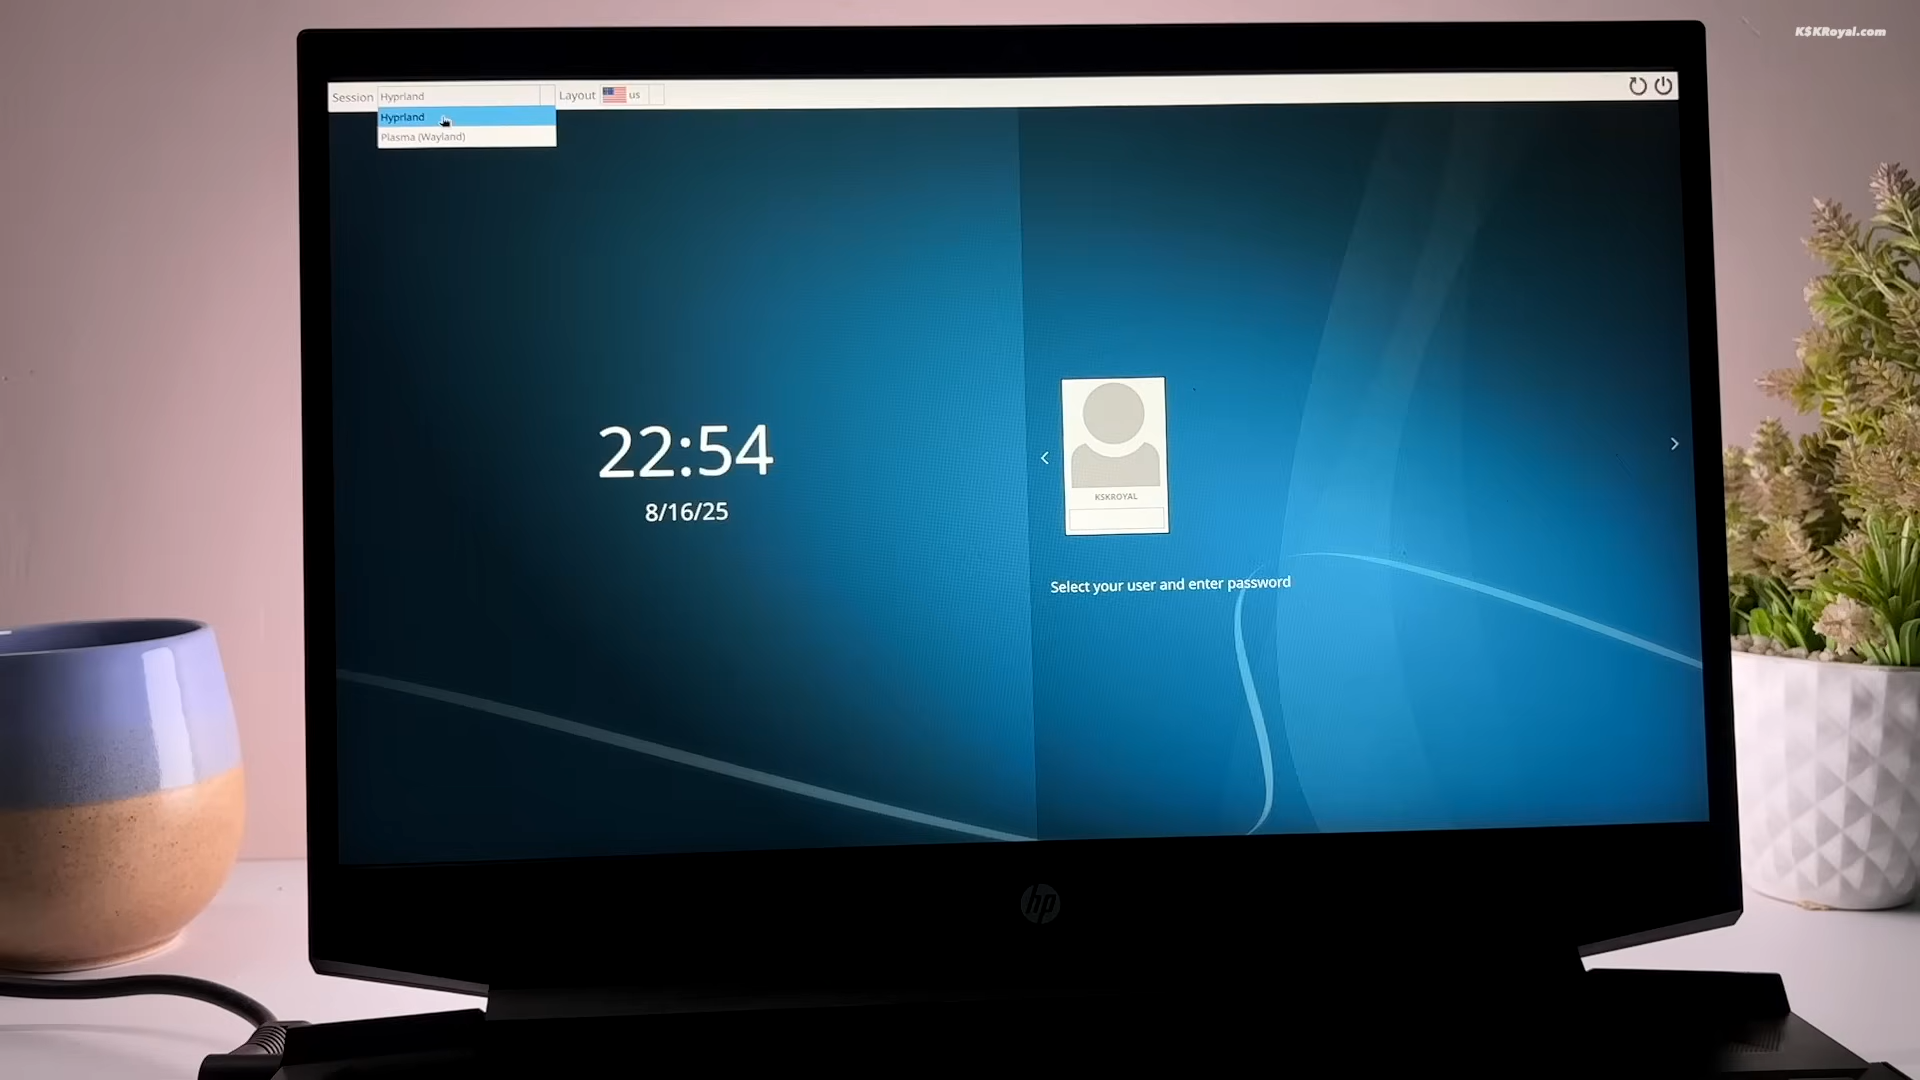 K$KRoyal.com
Session Hyprland Layout us
Hyprland
Plasma (Wayland)
22:54
8/16/25
KSKROYAL
Select your user and enter password
hp